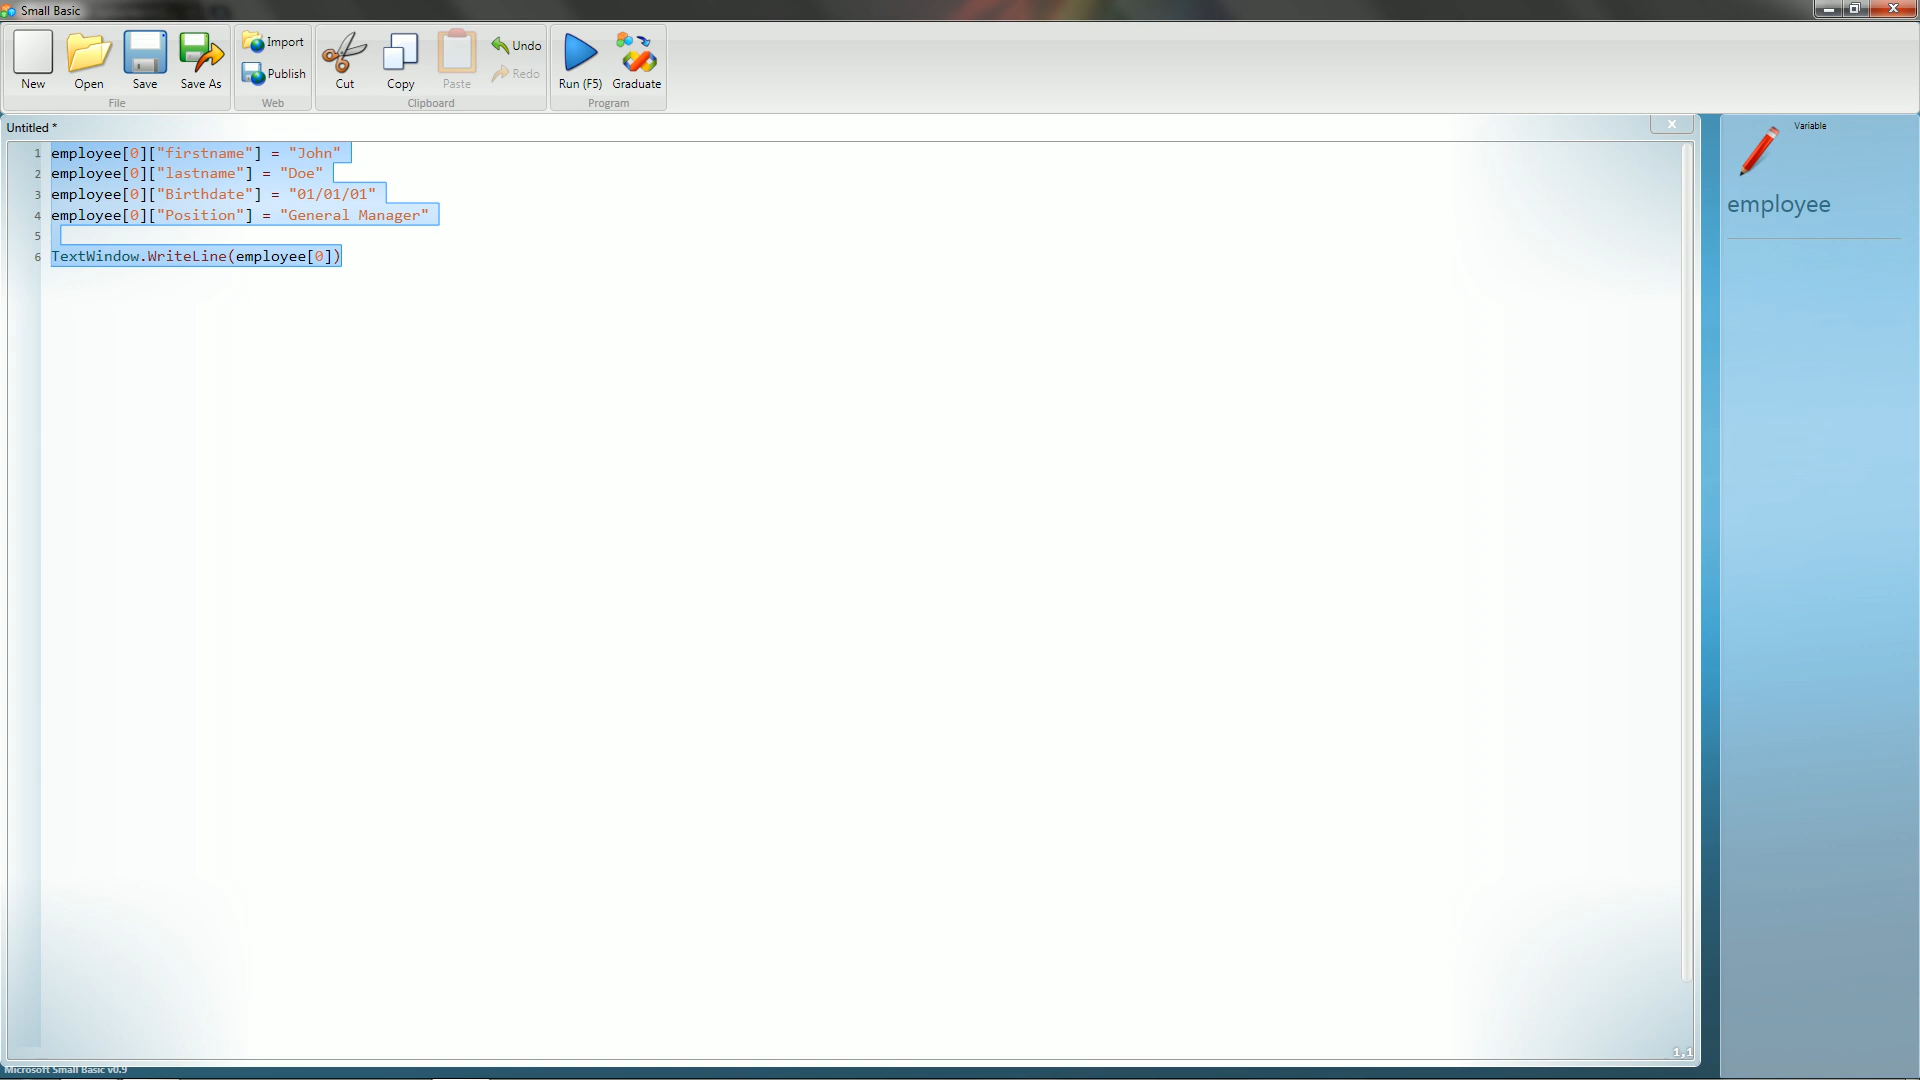 Small Basic
New
Open
Save
Save As
File
Import
Publish
Web
Cut
Copy
Paste
Undo
Redo
Clipboard
Run (F5)
Graduate
Program
Untitled *
1 employee[0]["firstname"] = "John"
2 employee[0]["lastname"] = "Doe"
3 employee[0]["Birthdate"] = "01/01/01"
4 employee[0]["Position"] = "General Manager"
5
6 TextWindow.WriteLine(employee[0])
Variable
employee
1,1
Microsoft Small Basic v0.9